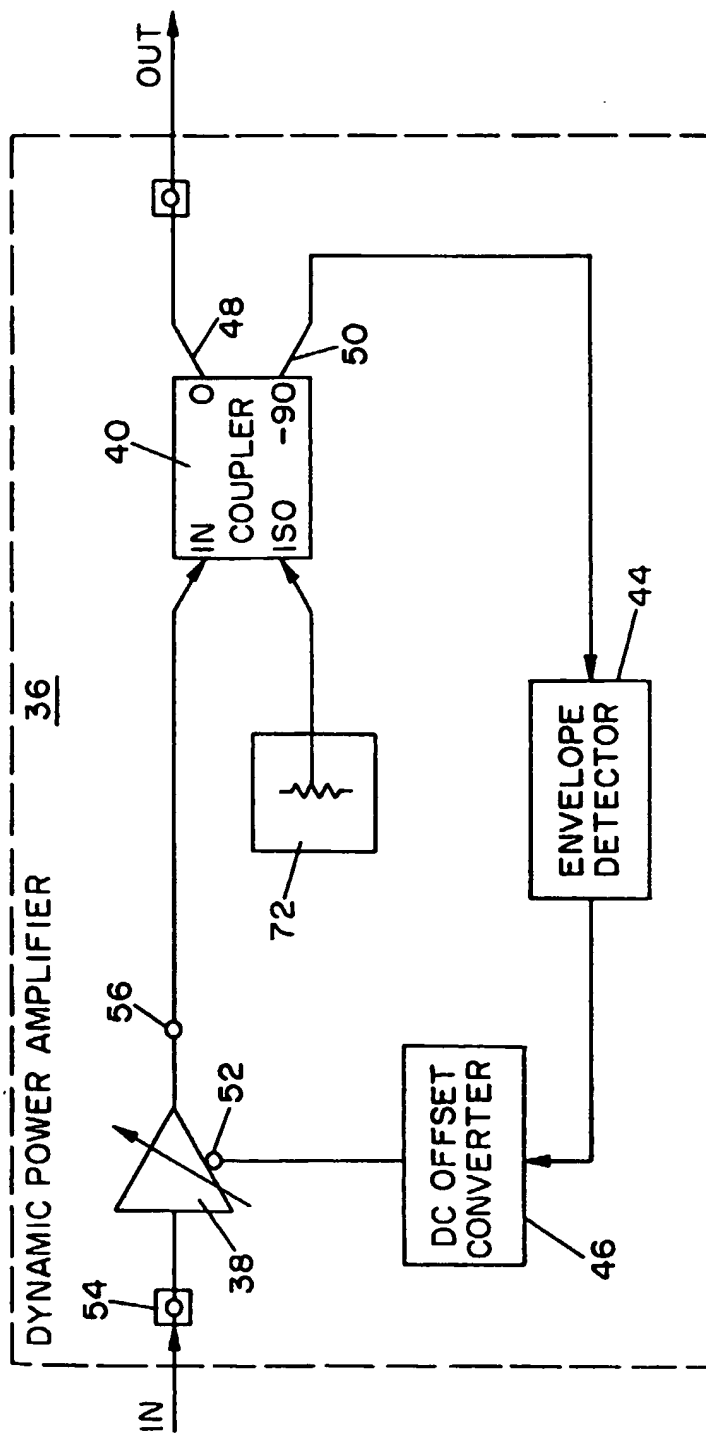 DYNAMIC POWER AMPLIFIER
36
IN
54
38
56
52
72
40
IN
O
COUPLER
ISO
-90
48
50
OUT
DC OFFSET
CONVERTER
46
ENVELOPE
DETECTOR
44